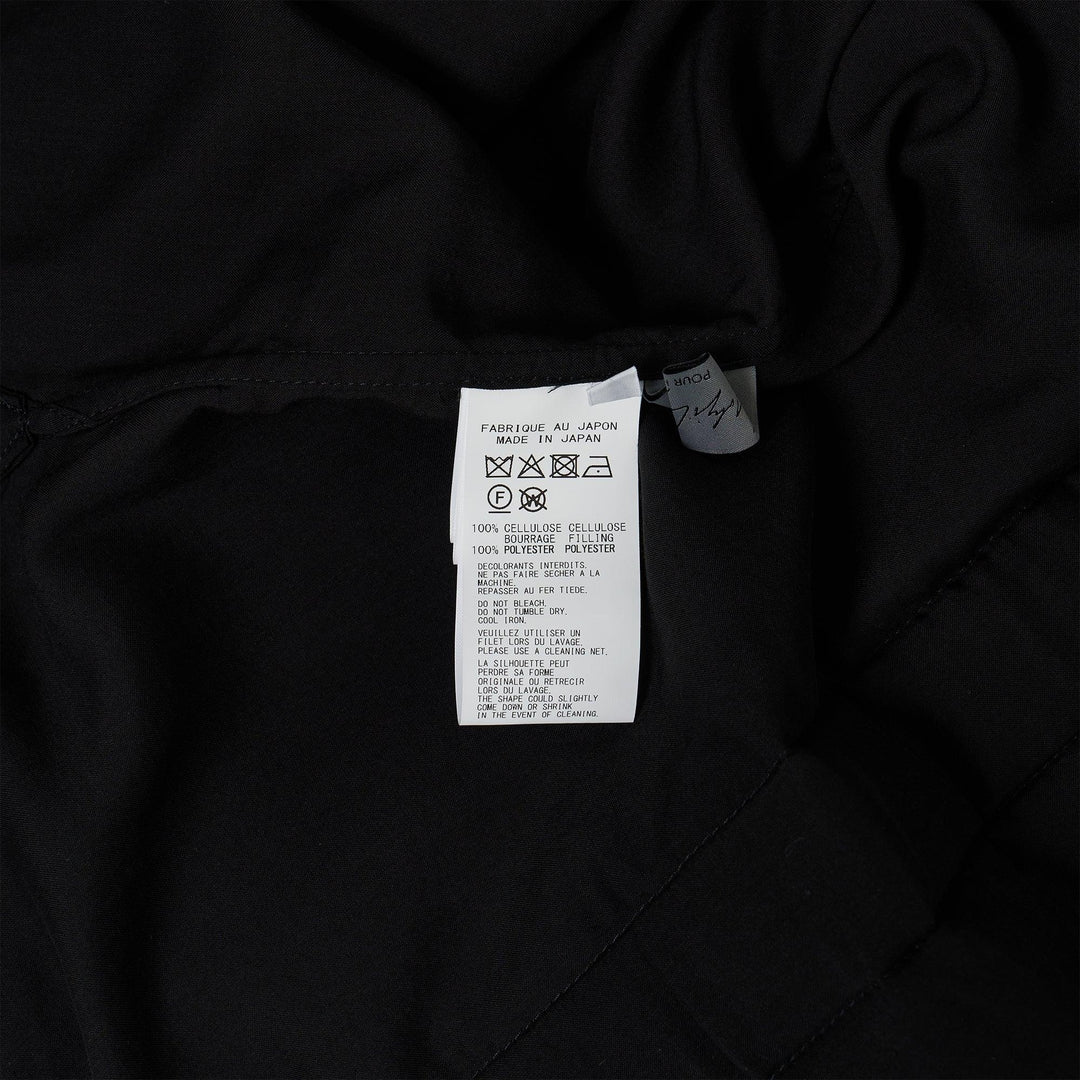 POUR
FABRIQUE AU JAPON
MADE IN JAPAN
F
W
100% CELLULOSE CELLULOSE
BOURRAGE FILLING
100% POLYESTER POLYESTER
DECOLORANTS INTERDITS.
NE PAS FAIRE SECHER A LA
MACHINE.
REPASSER AU FER TIEDE.
DO NOT BLEACH.
DO NOT TUMBLE DRY.
COOL IRON.
VEUILLEZ UTILISER UN
FILET LORS DU LAVAGE.
PLEASE USE A CLEANING NET.
LA SILHOUETTE PEUT
PERDRE SA FORME
ORIGINALE OU RETRECIR
LORS DU LAVAGE.
THE SHAPE COULD SLIGHTLY
COME DOWN OR SHRINK
IN THE EVENT OF CLEANING.